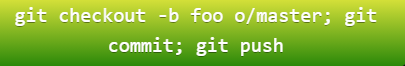 git checkout -b foo o/master; git
commit; git push